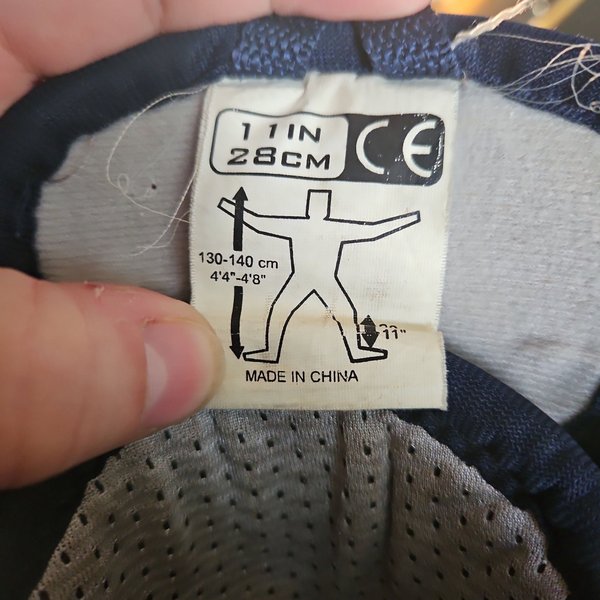 11IN
28CM
CE
130-140 cm
4'4"-4'8"
11"
MADE IN CHINA